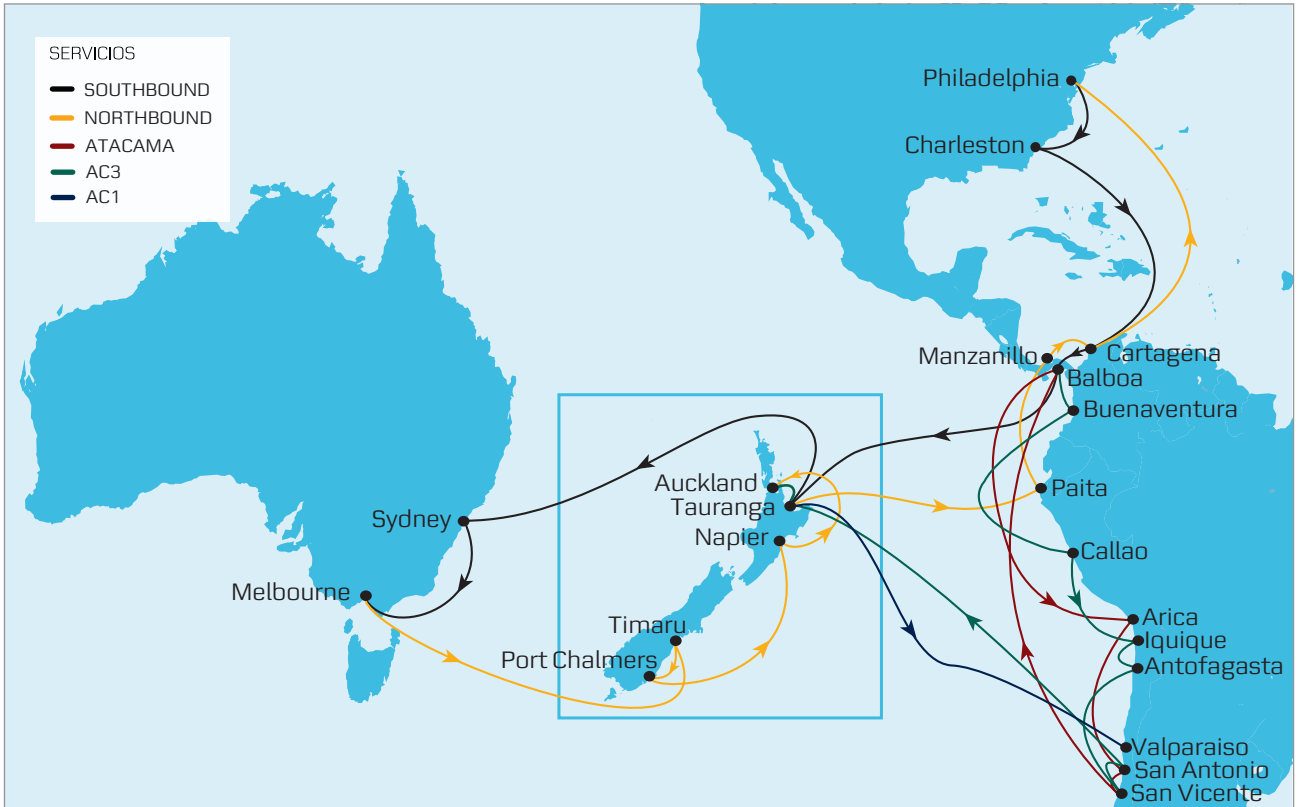 SERVICIOS
SOUTHBOUND
NORTHBOUND
ATACAMA
AC3
AC1
Philadelphia
Charleston
Manzanillo
Cartagena
Balboa
Buenaventura
Auckland
Tauranga
Napier
Paita
Sydney
Callao
Melbourne
Timaru
Port Chalmers
Arica
Iquique
Antofagasta
Valparaiso
San Antonio
San Vicente